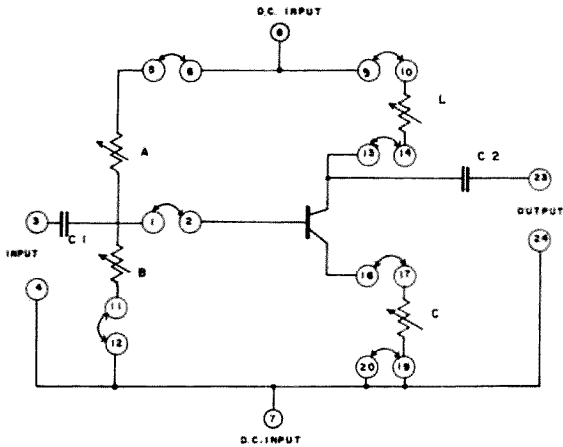 D.C. INPUT
8
5 6 9 10
L
A
13 14
C 2
3 1 2 23
C 1
OUTPUT
INPUT
24
B
4
16 17
11
C
12
20 19
7
D.C. INPUT